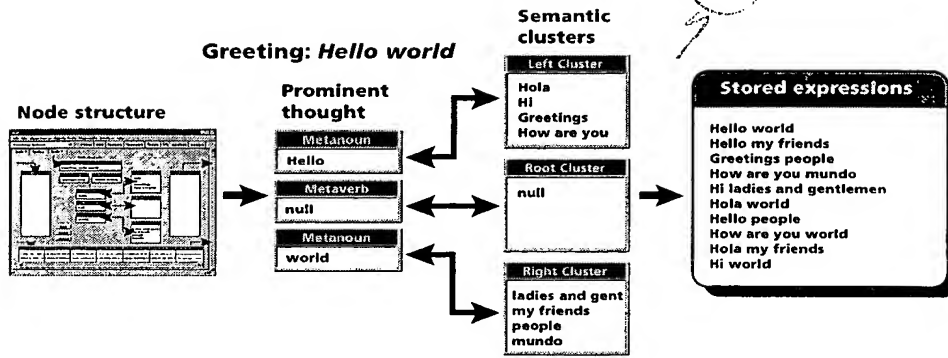 Greeting: Hello world
Node structure
Prominent
thought
Metanoun
Hello
Metaverb
null
Metanoun
world
Semantic
clusters
Left Cluster
Hola
Hi
Greetings
How are you
Root Cluster
null
Right Cluster
ladies and gent
my friends
people
mundo
Stored expressions
Hello world
Hello my friends
Greetings people
How are you mundo
Hi ladies and gentlemen
Hola world
Hello people
How are you world
Hola my friends
Hi world